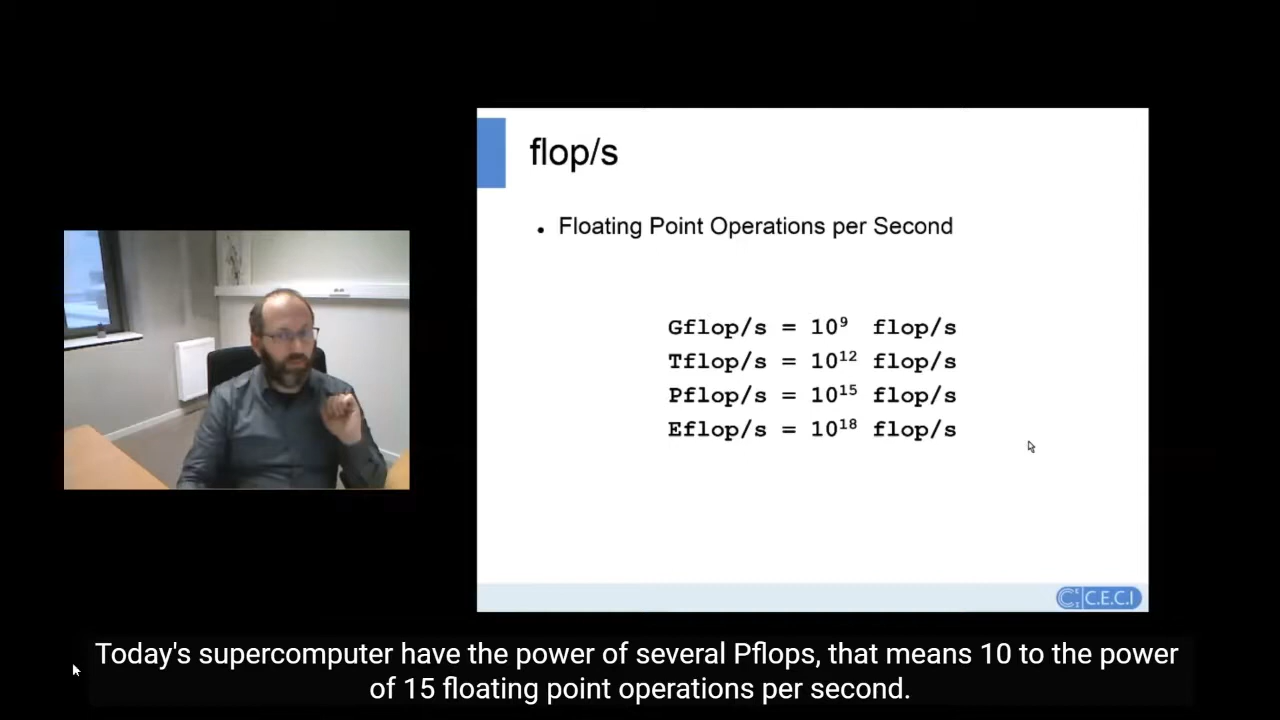 flop/s
• Floating Point Operations per Second
Gflop/s = 10⁹ flop/s
Tflop/s = 10¹² flop/s
Pflop/s = 10¹⁵ flop/s
Eflop/s = 10¹⁸ flop/s
C.E.C.I
Today's supercomputer have the power of several Pflops, that means 10 to the power
of 15 floating point operations per second.